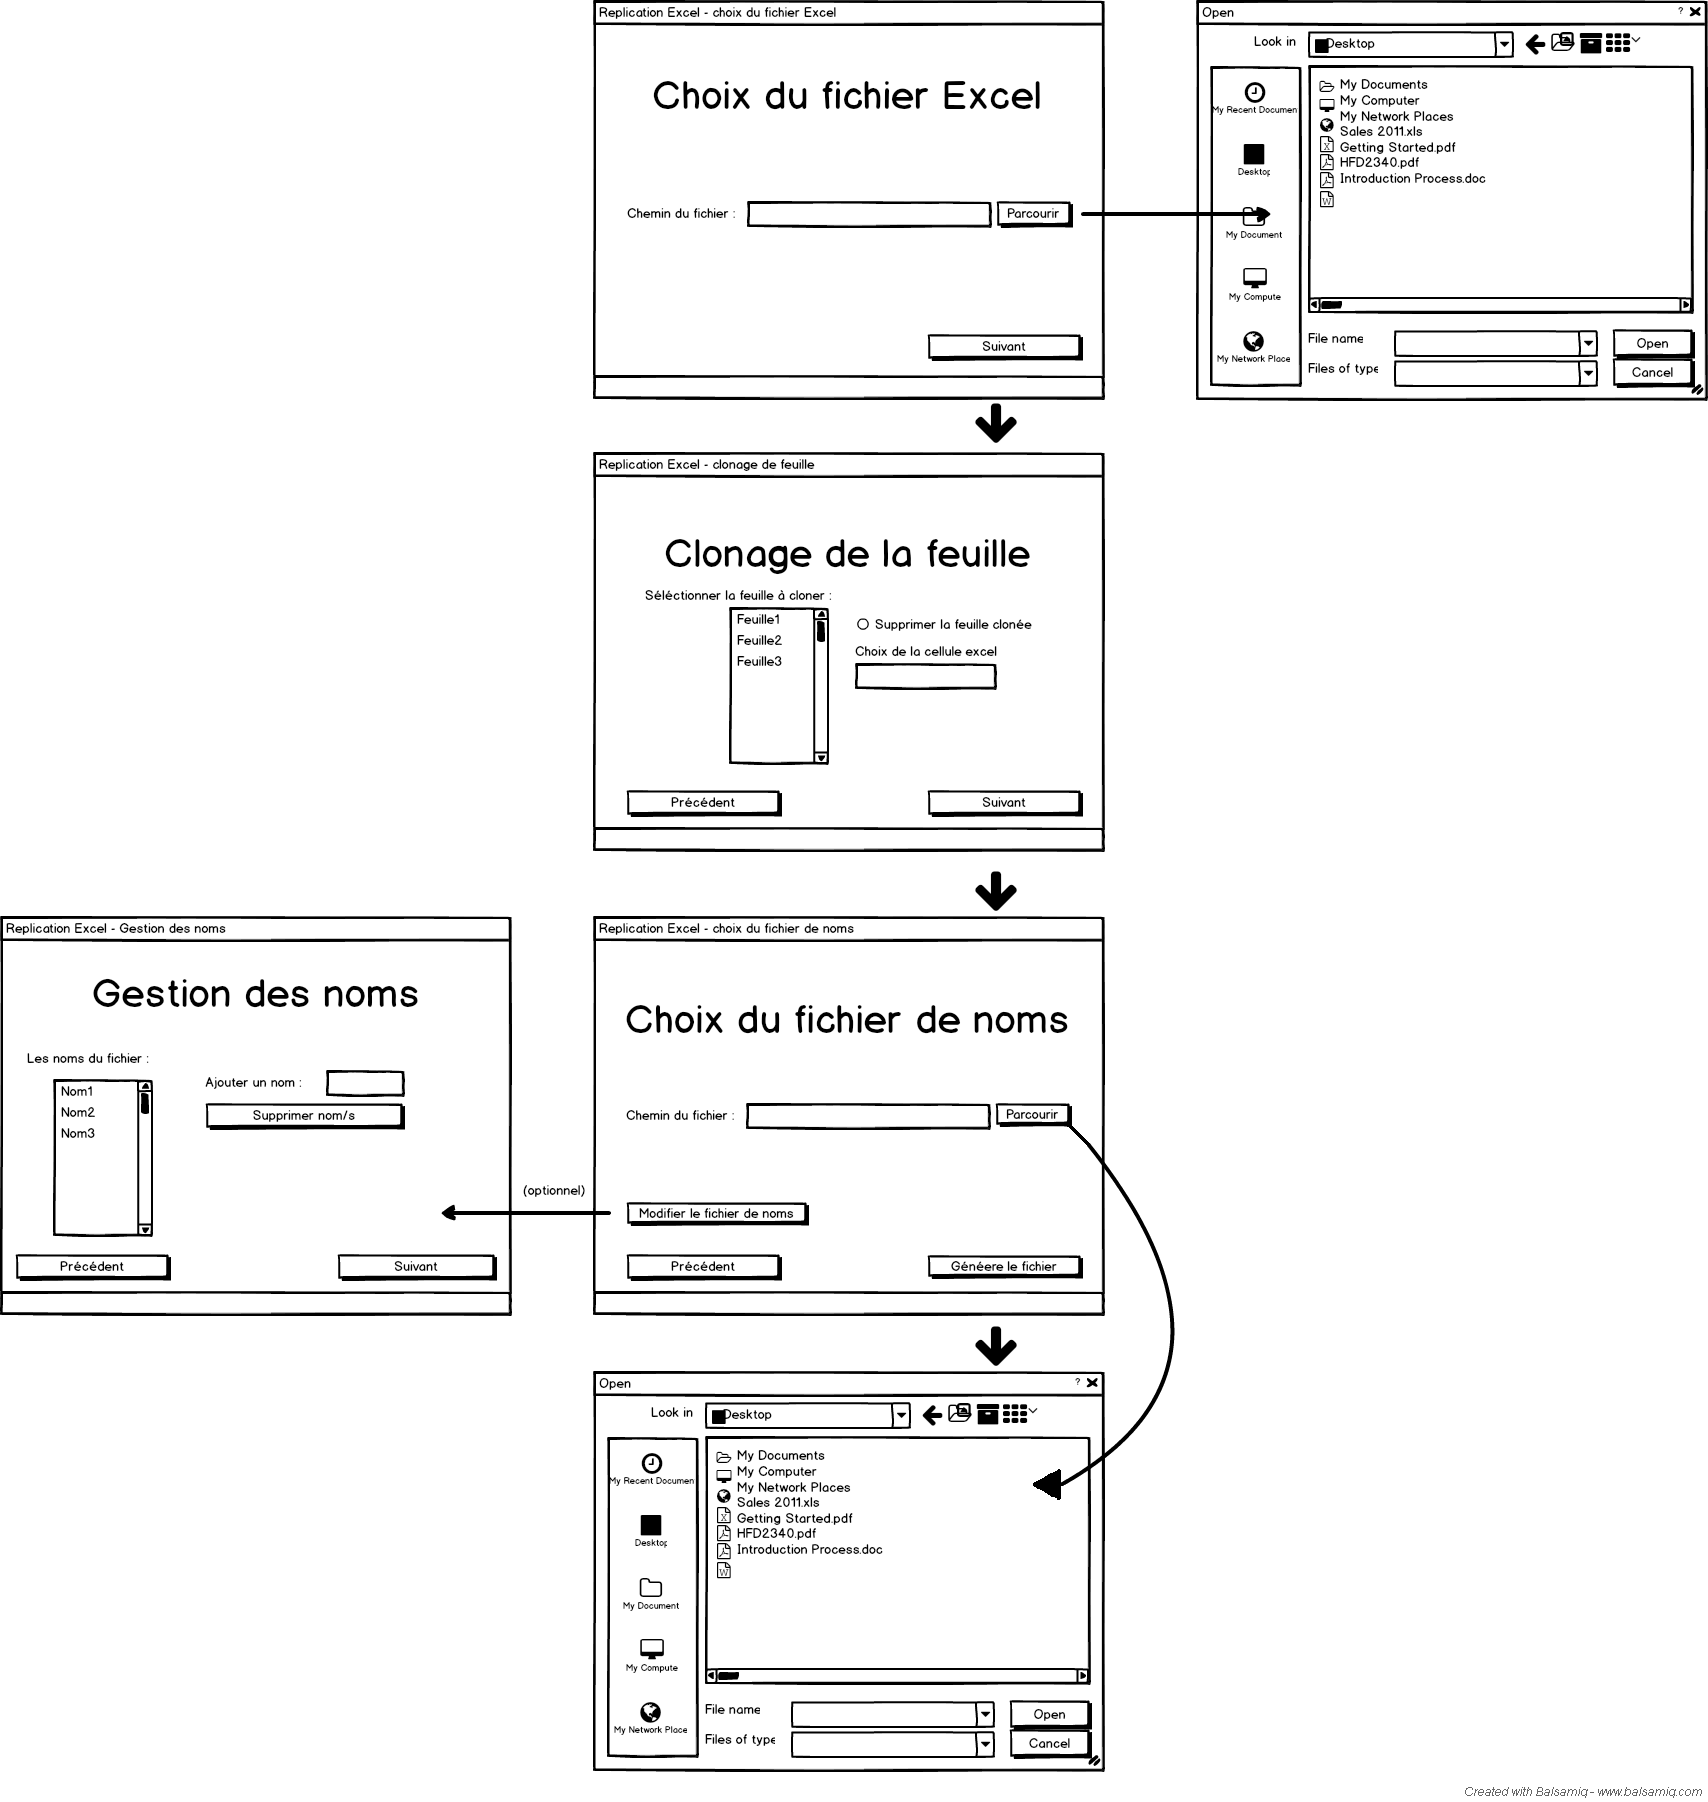 Replication Excel - choix du fichier Excel
Choix du fichier Excel
Chemin du fichier :
Parcourir
Suivant
Open
?
Look in
Desktop
My Recent Documen
Desktop
My Document
My Compute
My Network Place
My Documents
My Computer
My Network Places
Sales 2011.xls
Getting Started.pdf
HFD2340.pdf
Introduction Process.doc
File name
Open
Files of type
Cancel
Replication Excel - clonage de feuille
Clonage de la feuille
Séléctionner la feuille à cloner :
Feuille1
Feuille2
Feuille3
Supprimer la feuille clonée
Choix de la cellule excel
Précédent
Suivant
Replication Excel - Gestion des noms
Gestion des noms
Les noms du fichier :
Nom1
Nom2
Nom3
Ajouter un nom :
Supprimer nom/s
Précédent
Suivant
(optionnel)
Replication Excel - choix du fichier de noms
Choix du fichier de noms
Chemin du fichier :
Parcourir
Modifier le fichier de noms
Précédent
Généere le fichier
Open
?
Look in
Desktop
My Recent Documen
Desktop
My Document
My Compute
My Network Place
My Documents
My Computer
My Network Places
Sales 2011.xls
Getting Started.pdf
HFD2340.pdf
Introduction Process.doc
File name
Open
Files of type
Cancel
Created with Balsamiq - www.balsamiq.com